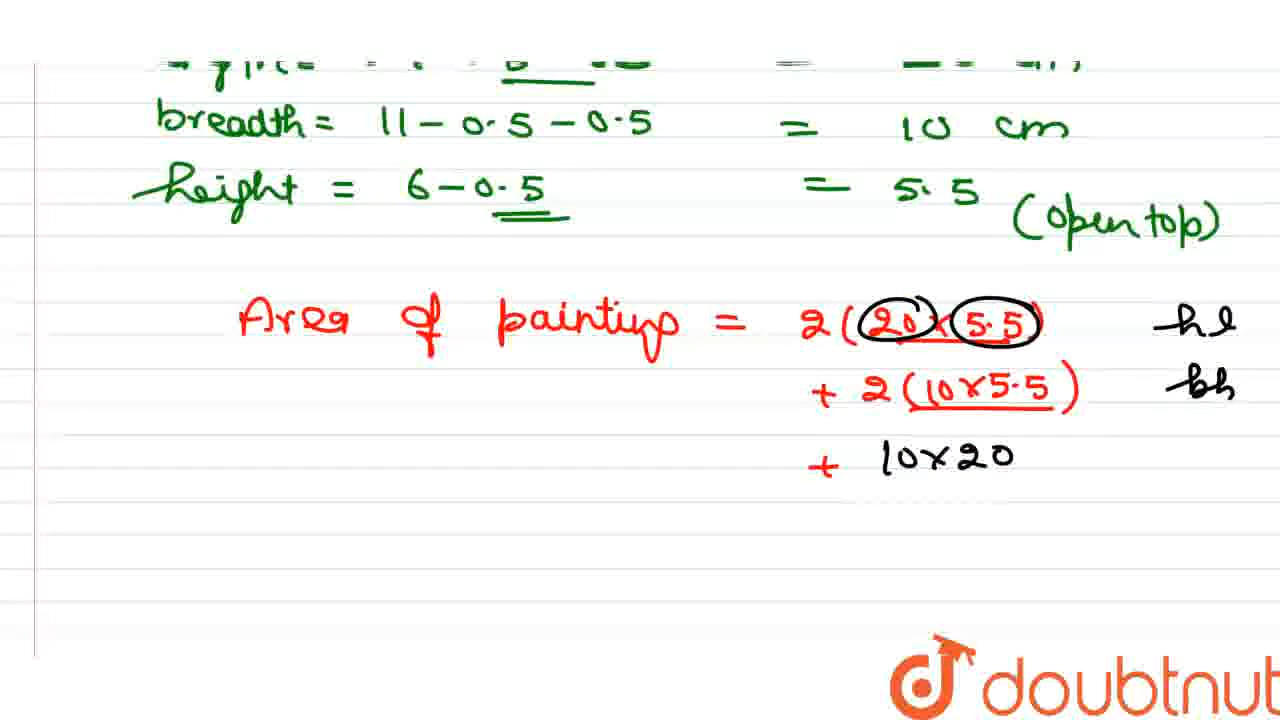 breadth = 11 - 0.5 - 0.5 = 10 cm
height = 6 - 0.5 = 5.5 (open top)
Area of painting = 2 (20 × 5.5) hl
+ 2 (10 × 5.5) bh
+ 10 × 20
doubtnut